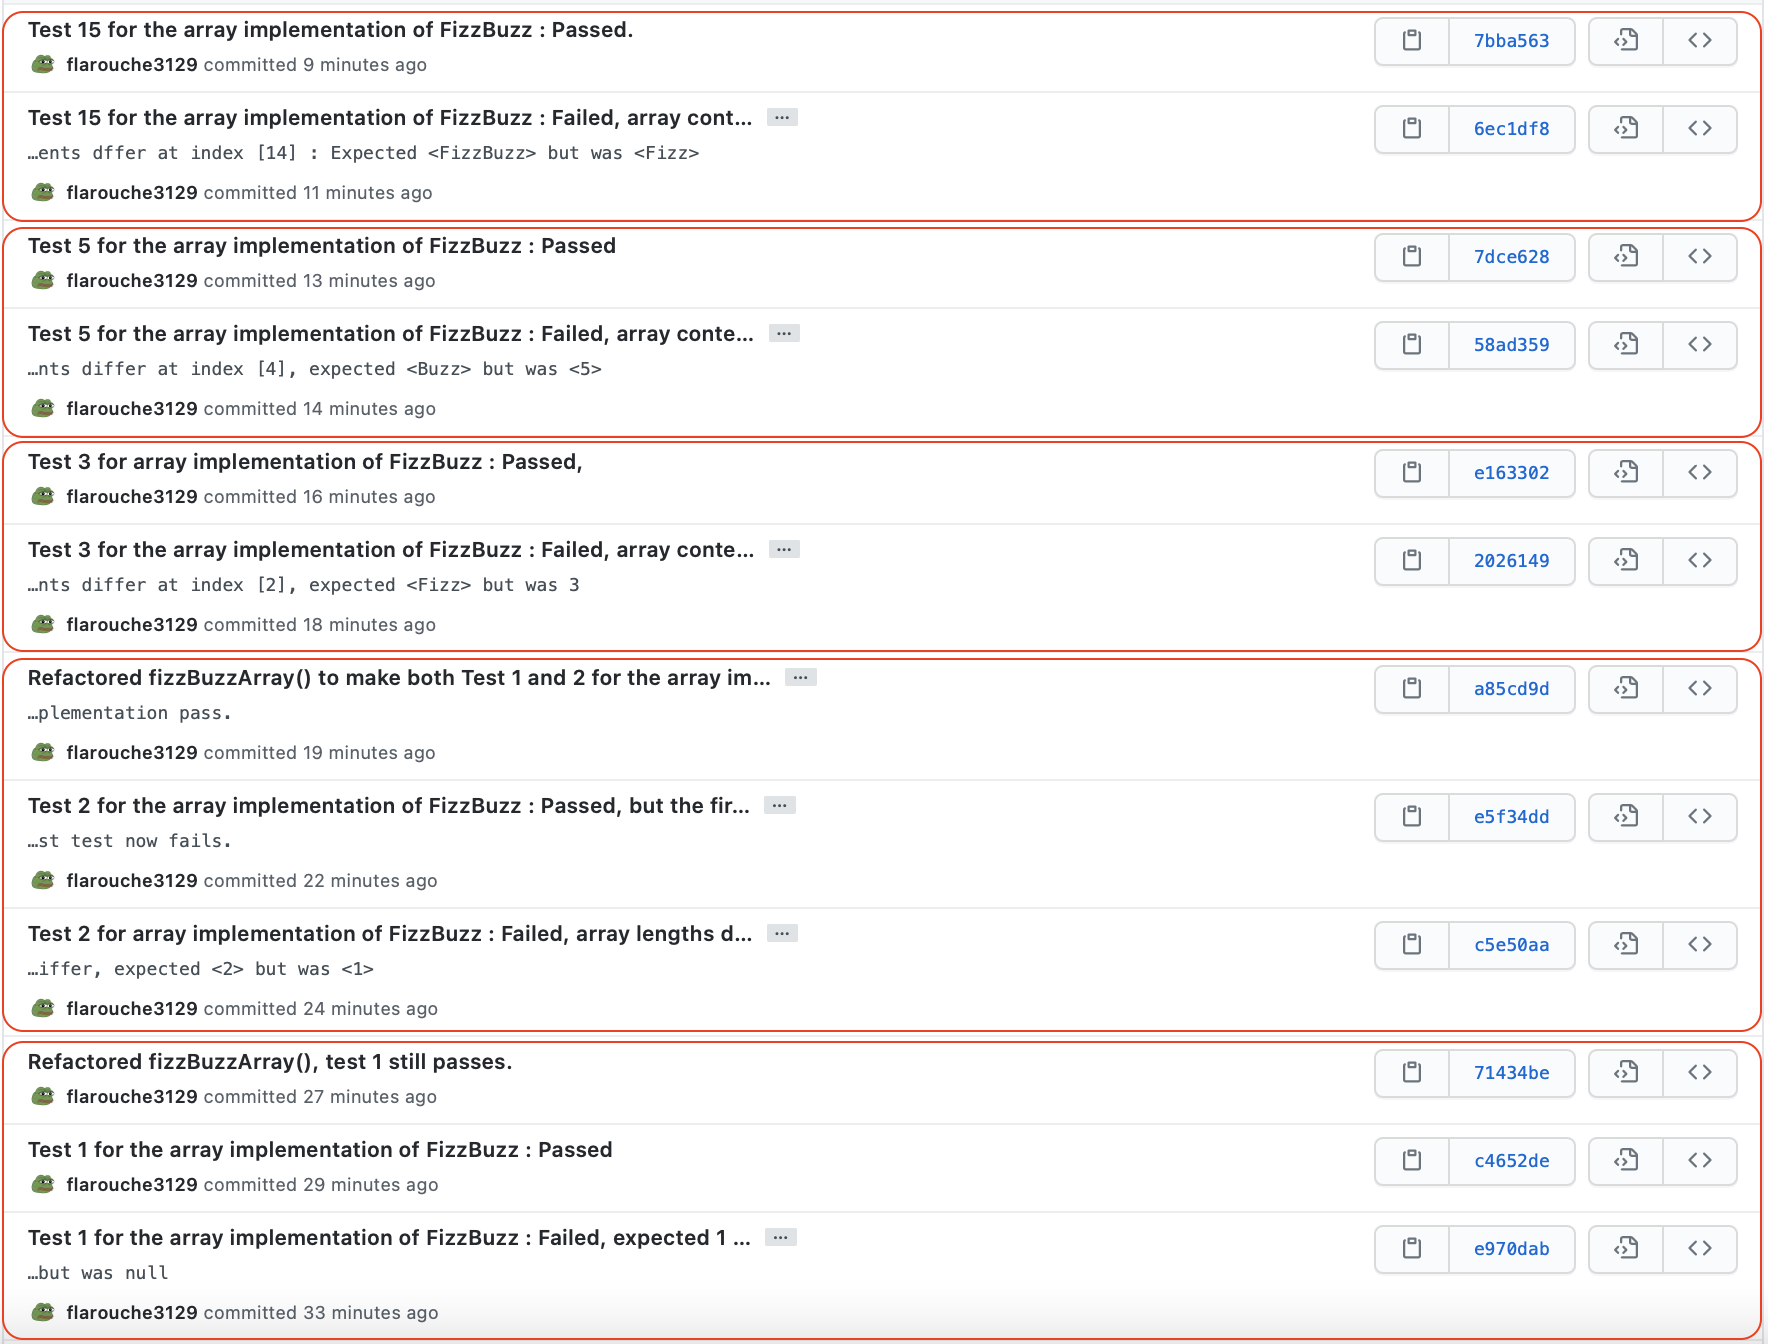 Test 15 for the array implementation of FizzBuzz : Passed.
7bba563
flarouche3129 committed 9 minutes ago
Test 15 for the array implementation of FizzBuzz : Failed, array cont... …
6ec1df8
…ents dffer at index [14] : Expected <FizzBuzz> but was <Fizz>
flarouche3129 committed 11 minutes ago
Test 5 for the array implementation of FizzBuzz : Passed
7dce628
flarouche3129 committed 13 minutes ago
Test 5 for the array implementation of FizzBuzz : Failed, array conte... …
58ad359
…nts differ at index [4], expected <Buzz> but was <5>
flarouche3129 committed 14 minutes ago
Test 3 for array implementation of FizzBuzz : Passed,
e163302
flarouche3129 committed 16 minutes ago
Test 3 for the array implementation of FizzBuzz : Failed, array conte... …
2026149
…nts differ at index [2], expected <Fizz> but was 3
flarouche3129 committed 18 minutes ago
Refactored fizzBuzzArray() to make both Test 1 and 2 for the array im... …
a85cd9d
…plementation pass.
flarouche3129 committed 19 minutes ago
Test 2 for the array implementation of FizzBuzz : Passed, but the fir... …
e5f34dd
…st test now fails.
flarouche3129 committed 22 minutes ago
Test 2 for array implementation of FizzBuzz : Failed, array lengths d... …
c5e50aa
…iffer, expected <2> but was <1>
flarouche3129 committed 24 minutes ago
Refactored fizzBuzzArray(), test 1 still passes.
71434be
flarouche3129 committed 27 minutes ago
Test 1 for the array implementation of FizzBuzz : Passed
c4652de
flarouche3129 committed 29 minutes ago
Test 1 for the array implementation of FizzBuzz : Failed, expected 1 ... …
e970dab
…but was null
flarouche3129 committed 33 minutes ago